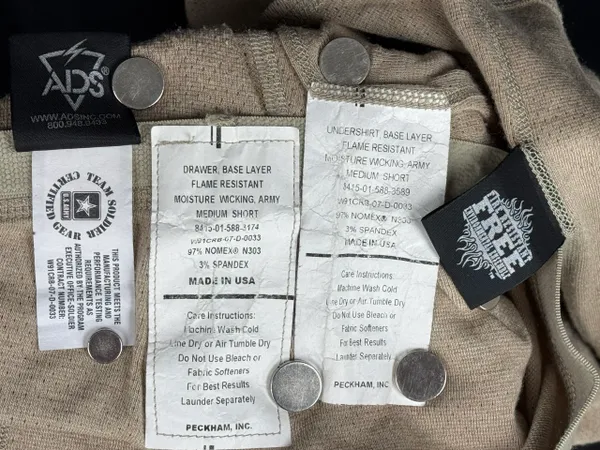 ADS®
WWW.ADSINC.COM
800.948.9433
TEAM SOLDIER
CERTIFIED GEAR
U.S. ARMY
THIS PRODUCT MEETS THE
MANUFACTURING AND
PERFORMANCE TESTING
REQUIREMENTS AS
AUTHORIZED BY THE PROGRAM
EXECUTIVE OFFICE-SOLDIER
CONTRACT NUMBER:
W91CRB-07-D-0033
DRAWER, BASE LAYER
FLAME RESISTANT
MOISTURE WICKING, ARMY
MEDIUM SHORT
8415-01-588-3174
W91CRB-07-D-0033
97% NOMEX® N303
3% SPANDEX
MADE IN USA
Care Instructions:
Machine Wash Cold
Line Dry or Air Tumble Dry
Do Not Use Bleach or
Fabric Softeners
For Best Results
Launder Separately
PECKHAM, INC.
UNDERSHIRT BASE LAYER
FLAME RESISTANT
MOISTURE WICKING, ARMY
MEDIUM SHORT
8415-01-588-3589
W91CRB-07-D-0033
97% NOMEX® N303
3% SPANDEX
MADE IN USA
Care Instructions
Machine Wash Cold
Line Dry or Air Tumble Dry
Do Not Use Bleach or
Fabric Softeners
For Best Results
Launder Separately
PECKHAM, INC
FREE